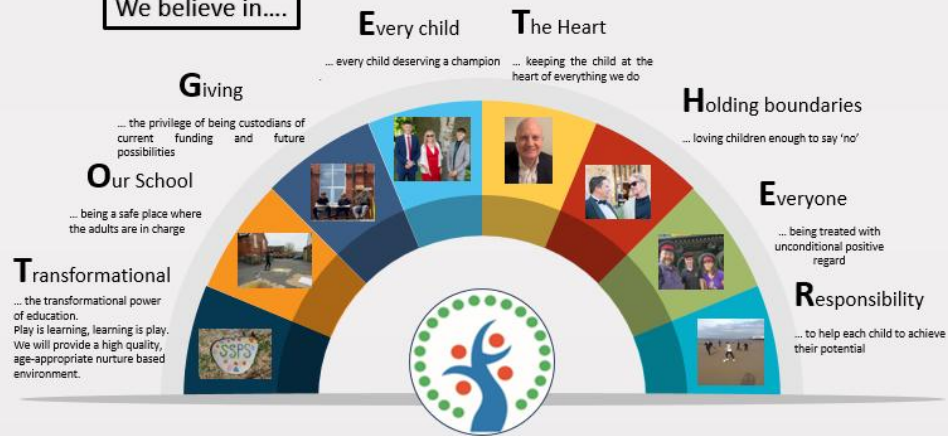 We believe in....
Transformational
... the transformational power
of education.
Play is learning, learning is play.
We will provide a high quality,
age-appropriate nurture based
environment.
Our School
... being a safe place where
the adults are in charge
Giving
... the privilege of being custodians of
current funding and future
possibilities
Every child
... every child deserving a champion
The Heart
... keeping the child at the
heart of everything we do
Holding boundaries
... loving children enough to say ‘no’
Everyone
... being treated with
unconditional positive
regard
Responsibility
... to help each child to achieve
their potential
SSPS